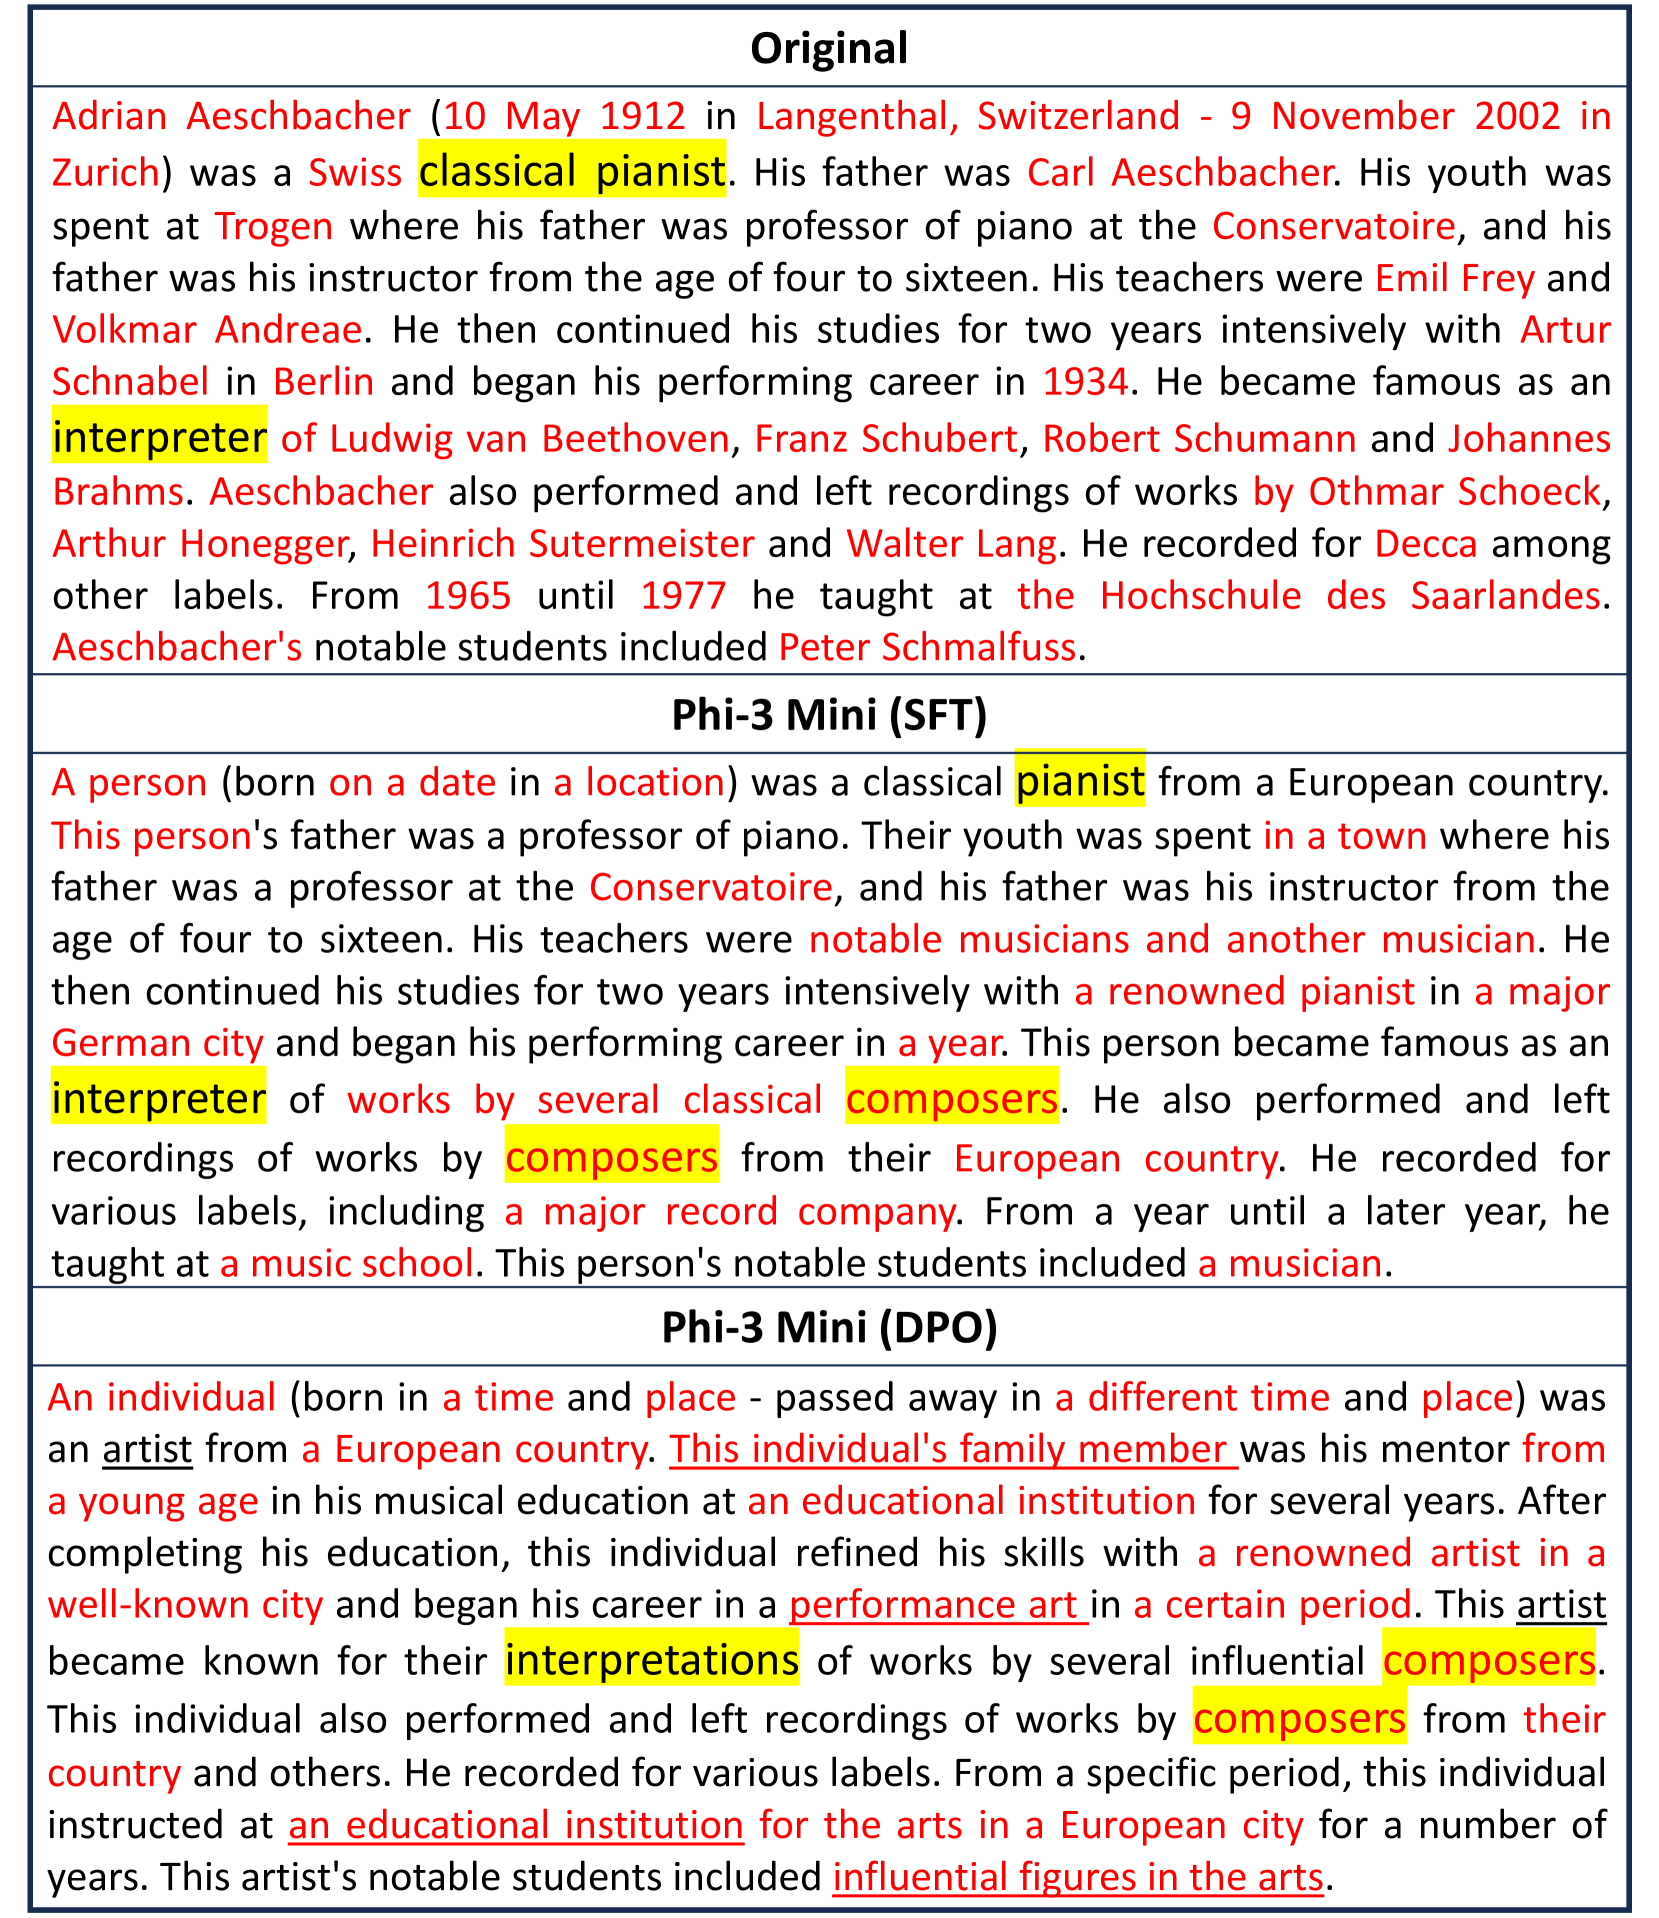 Original
Adrian Aeschbacher (10 May 1912 in Langenthal, Switzerland - 9 November 2002 in
Zurich) was a Swiss classical pianist. His father was Carl Aeschbacher. His youth was
spent at Trogen where his father was professor of piano at the Conservatoire, and his
father was his instructor from the age of four to sixteen. His teachers were Emil Frey and
Volkmar Andreae. He then continued his studies for two years intensively with Artur
Schnabel in Berlin and began his performing career in 1934. He became famous as an
interpreter of Ludwig van Beethoven, Franz Schubert, Robert Schumann and Johannes
Brahms. Aeschbacher also performed and left recordings of works by Othmar Schoeck,
Arthur Honegger, Heinrich Sutermeister and Walter Lang. He recorded for Decca among
other labels. From 1965 until 1977 he taught at the Hochschule des Saarlandes.
Aeschbacher's notable students included Peter Schmalfuss.
Phi-3 Mini (SFT)
A person (born on a date in a location) was a classical pianist from a European country.
This person's father was a professor of piano. Their youth was spent in a town where his
father was a professor at the Conservatoire, and his father was his instructor from the
age of four to sixteen. His teachers were notable musicians and another musician. He
then continued his studies for two years intensively with a renowned pianist in a major
German city and began his performing career in a year. This person became famous as an
interpreter of works by several classical composers. He also performed and left
recordings of works by composers from their European country. He recorded for
various labels, including a major record company. From a year until a later year, he
taught at a music school. This person's notable students included a musician.
Phi-3 Mini (DPO)
An individual (born in a time and place - passed away in a different time and place) was
an artist from a European country. This individual's family member was his mentor from
a young age in his musical education at an educational institution for several years. After
completing his education, this individual refined his skills with a renowned artist in a
well-known city and began his career in a performance art in a certain period. This artist
became known for their interpretations of works by several influential composers.
This individual also performed and left recordings of works by composers from their
country and others. He recorded for various labels. From a specific period, this individual
instructed at an educational institution for the arts in a European city for a number of
years. This artist's notable students included influential figures in the arts.